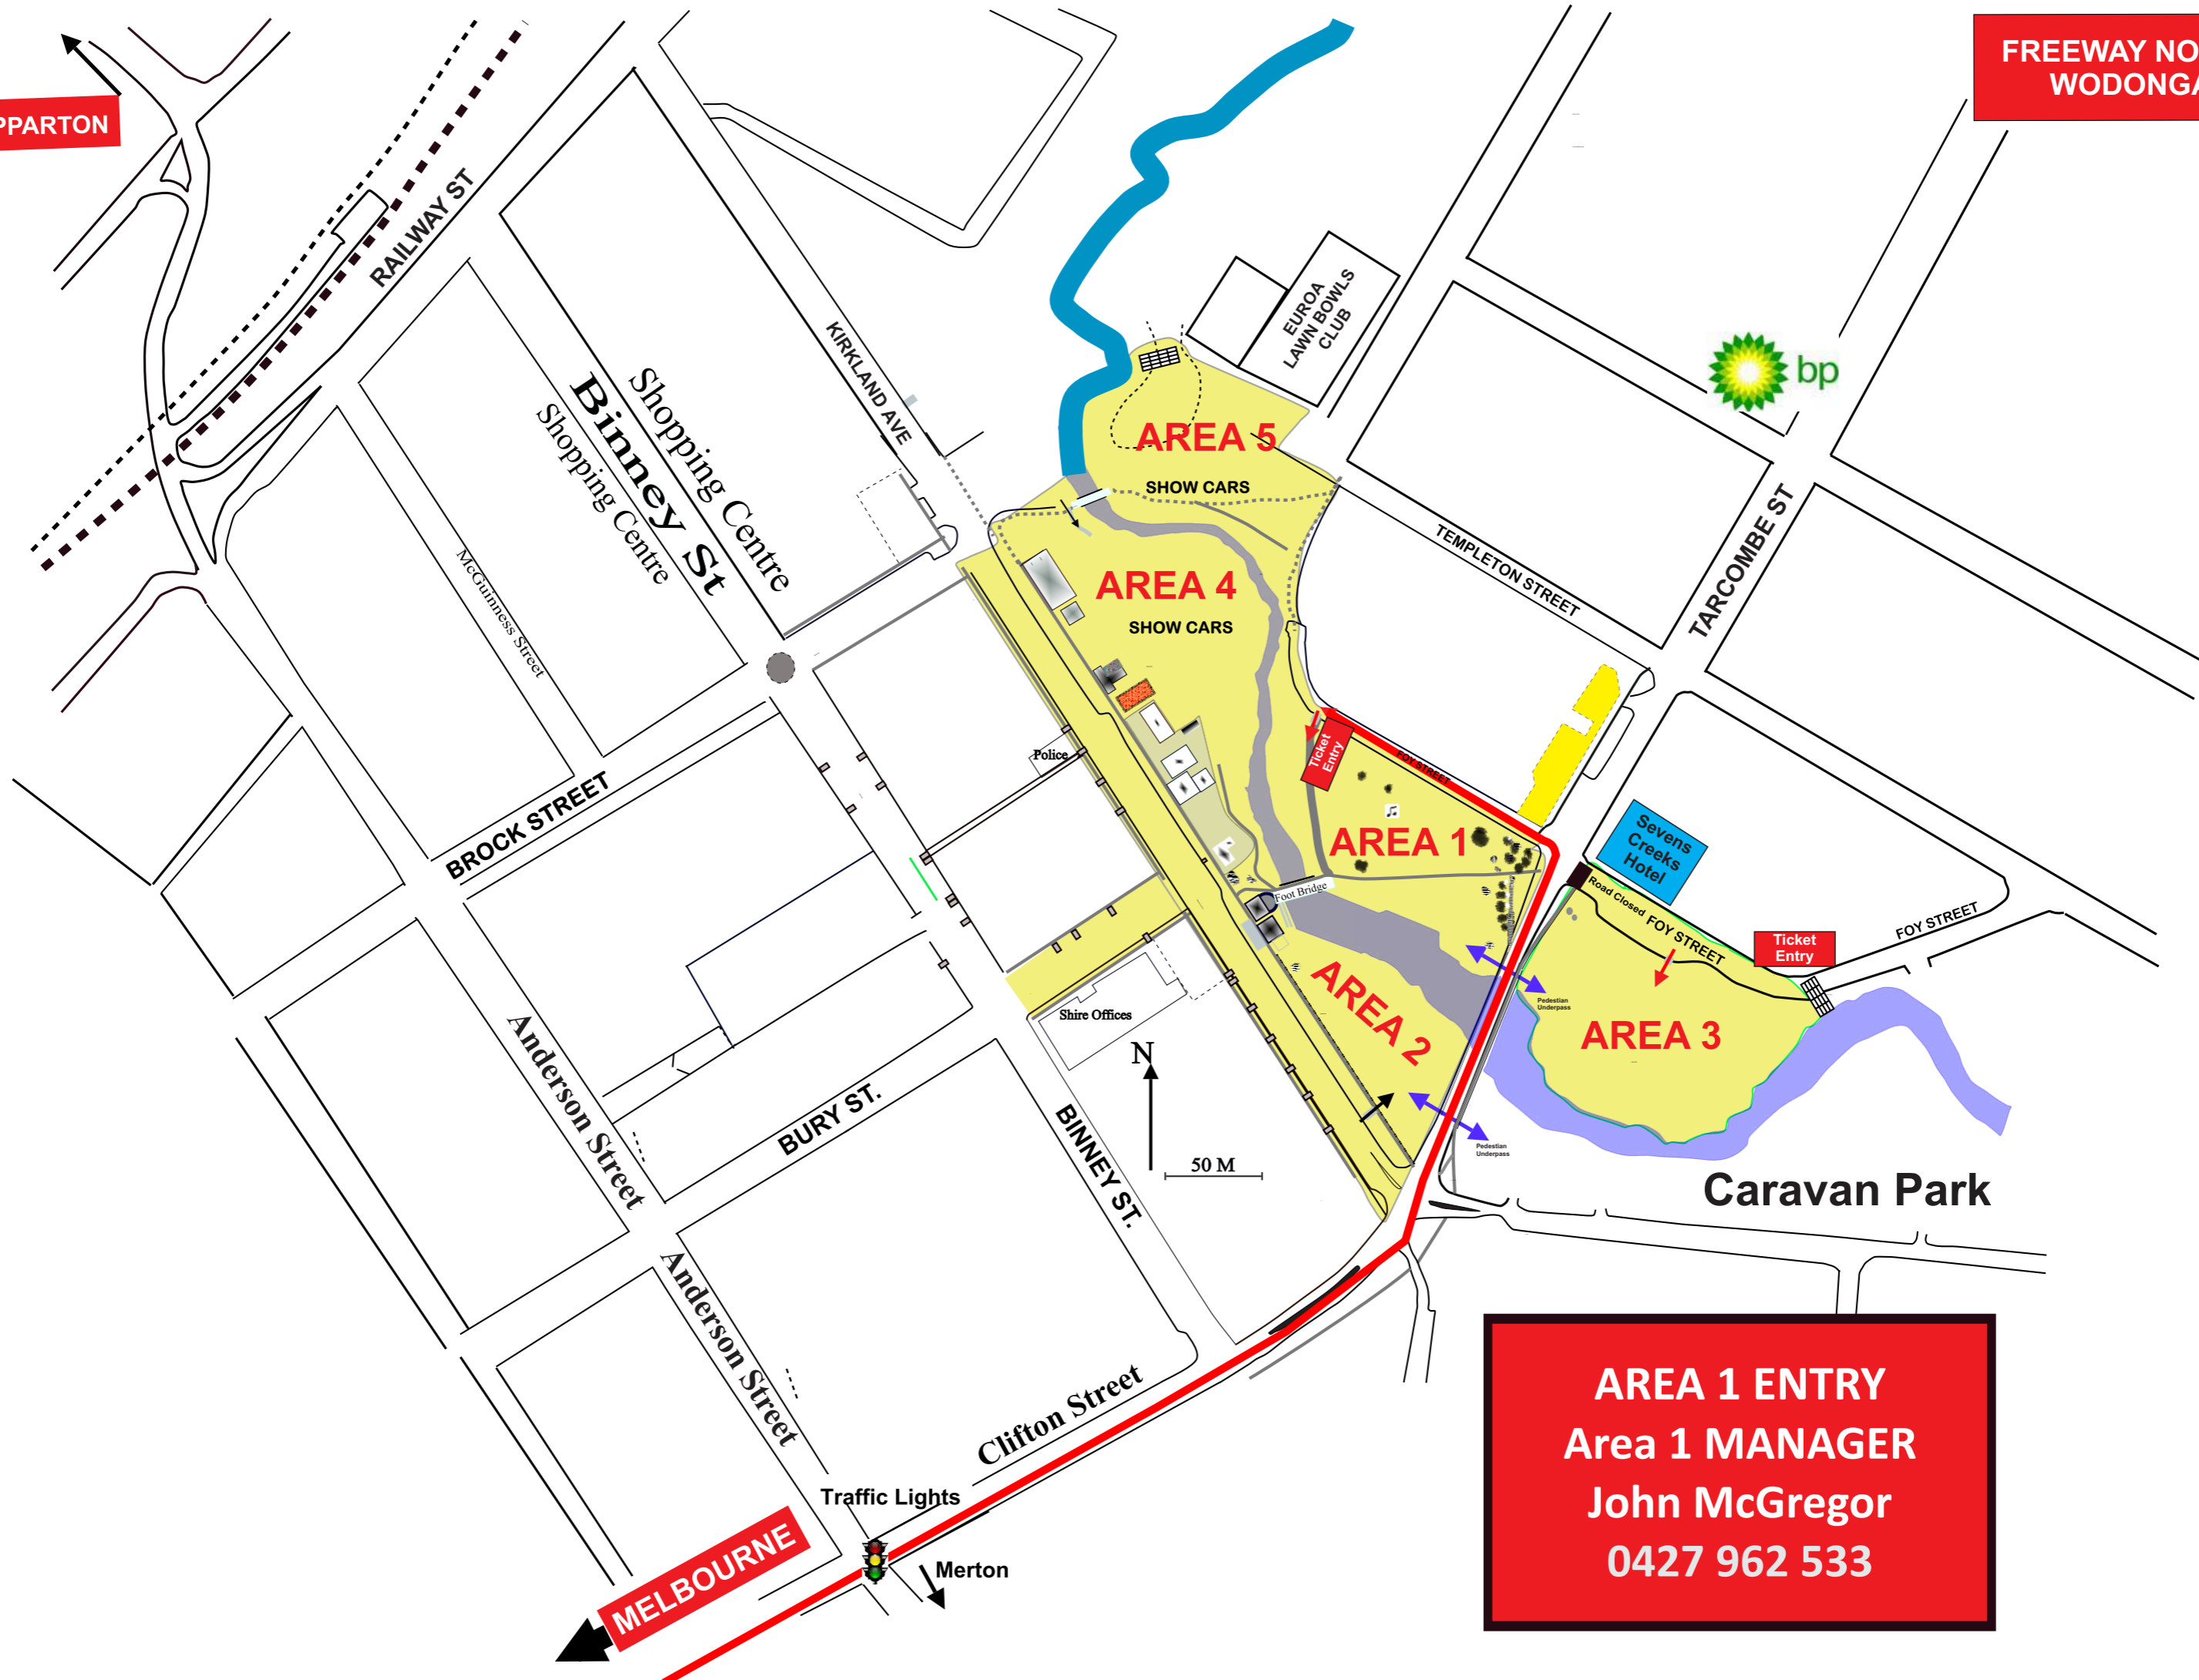 FREEWAY NO
WODONGA
PPARTON
RAILWAY ST
KIRKLAND AVE
EUROA
LAWN BOWLS
CLUB
bp
Shopping Centre
Binney St
Shopping Centre
McGuinness Street
AREA 5
SHOW CARS
AREA 4
SHOW CARS
TEMPLETON STREET
TARCOMBE ST
Police
Ticket
Entry
FOY STREET
BROCK STREET
AREA 1
Sevens
Creeks
Hotel
Foot Bridge
Road Closed
FOY STREET
FOY STREET
Ticket
Entry
AREA 2
Pedestian
Underpass
AREA 3
Shire Offices
Anderson Street
N
BURY ST.
BINNEY ST.
50 M
Pedestian
Underpass
Caravan Park
Anderson Street
Clifton Street
Traffic Lights
MELBOURNE
Merton
AREA 1 ENTRY
Area 1 MANAGER
John McGregor
0427 962 533